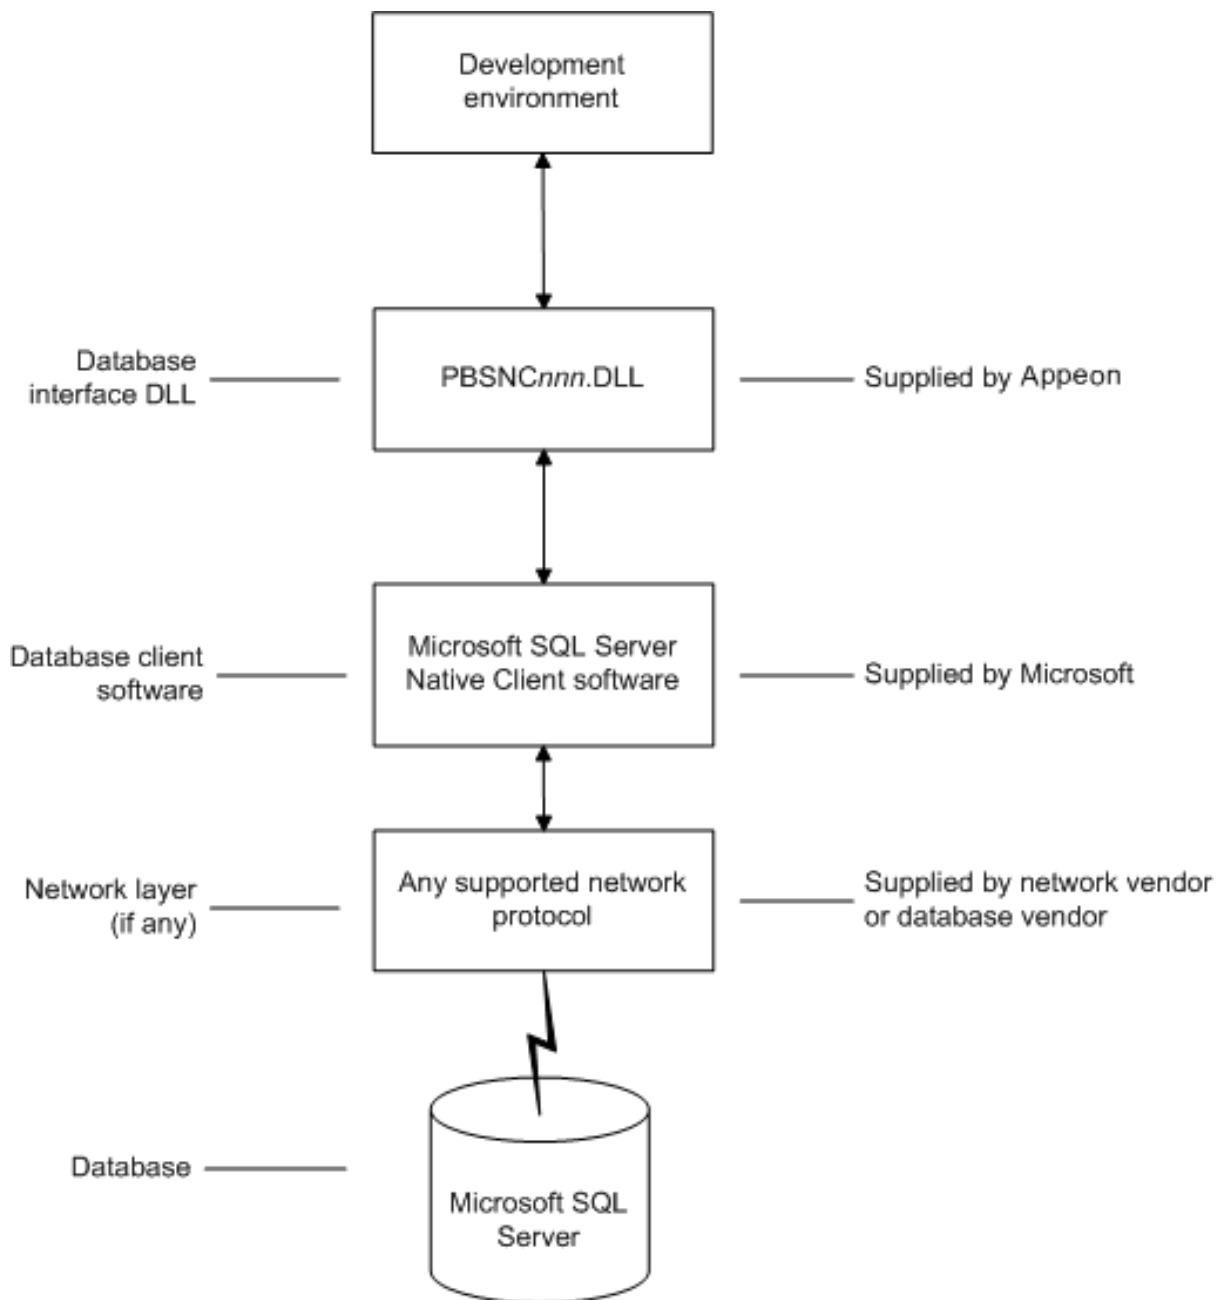 Development
environment
Database
interface DLL
PBSNCnnn.DLL
Supplied by Appeon
Database client
software
Microsoft SQL Server
Native Client software
Supplied by Microsoft
Network layer
(if any)
Any supported network
protocol
Supplied by network vendor
or database vendor
Database
Microsoft SQL
Server